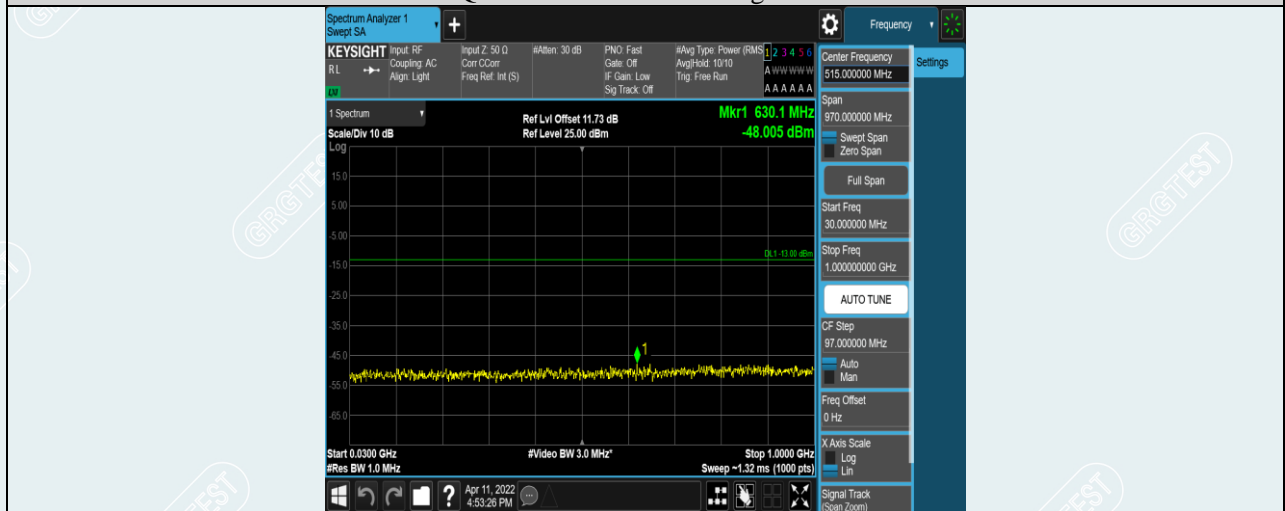 Spectrum Analyzer 1
Swept SA
Frequency
KEYSIGHT
RL
Input: RF
Coupling: AC
Align: Light
Input Z: 50 Ω
Corr CCorr
Freq Ref: Int (S)
#Atten: 30 dB
PNO: Fast
Gate: Off
IF Gain: Low
Sig Track: Off
#Avg Type: Power (RMS
Avg|Hold: 10/10
Trig: Free Run
1 2 3 4 5 6
A W W W W W
A A A A A A
Center Frequency
515.000000 MHz
Settings
1 Spectrum
Scale/Div 10 dB
Log
Ref Lvl Offset 11.73 dB
Ref Level 25.00 dBm
Mkr1 630.1 MHz
-48.005 dBm
Span
970.000000 MHz
Swept Span
Zero Span
Full Span
Start Freq
30.000000 MHz
Stop Freq
1.000000000 GHz
AUTO TUNE
CF Step
97.000000 MHz
Auto
Man
Freq Offset
0 Hz
X Axis Scale
Log
Lin
Signal Track
(Span Zoom)
15.0
5.00
-5.00
DL1 -13.00 dBm
-15.0
-25.0
-35.0
-45.0
1
-55.0
-65.0
Start 0.0300 GHz
#Res BW 1.0 MHz
#Video BW 3.0 MHz*
Stop 1.0000 GHz
Sweep ~1.32 ms (1000 pts)
?
Apr 11, 2022
4:53:26 PM
GRGTEST
GRGTEST
GRGTEST
GRGTEST